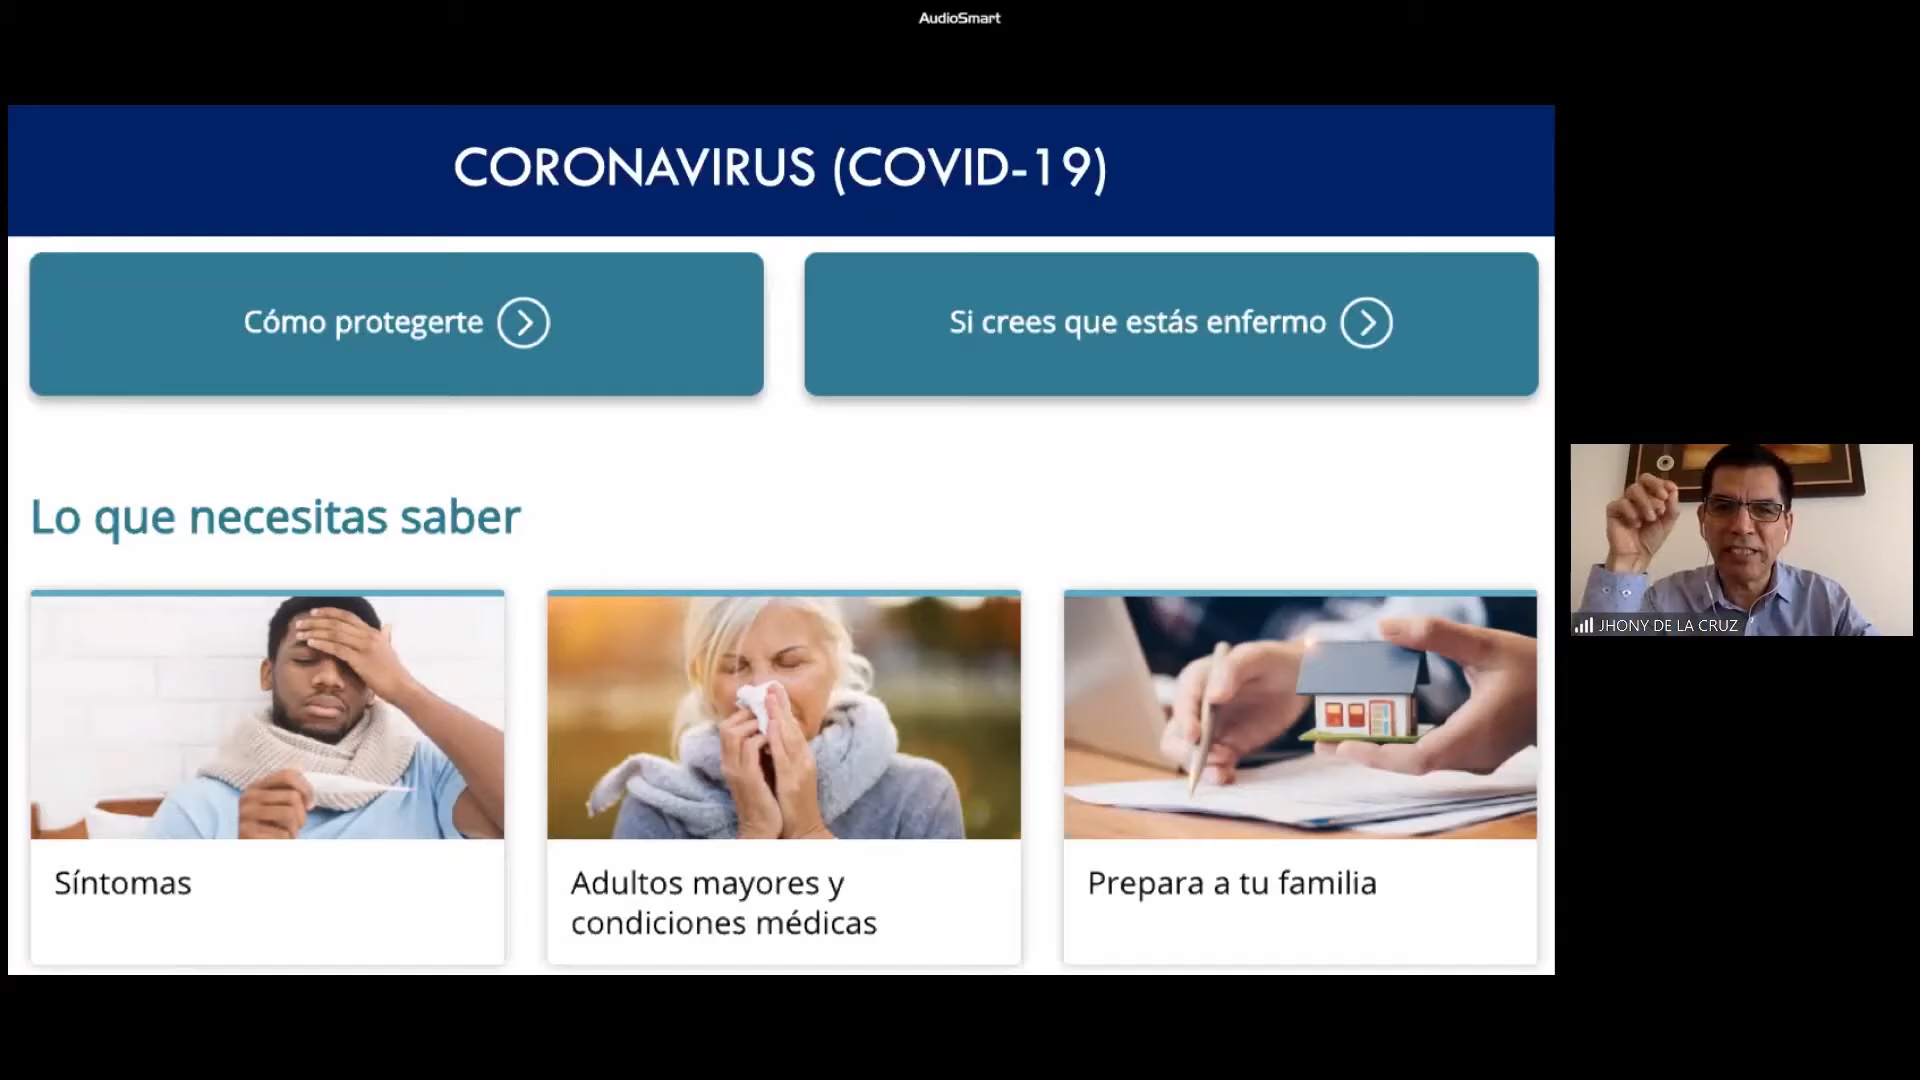 AudioSmart
CORONAVIRUS (COVID-19)
Cómo protegerte
Si crees que estás enfermo
Lo que necesitas saber
Síntomas
Adultos mayores y
condiciones médicas
Prepara a tu familia
JHONY DE LA CRUZ